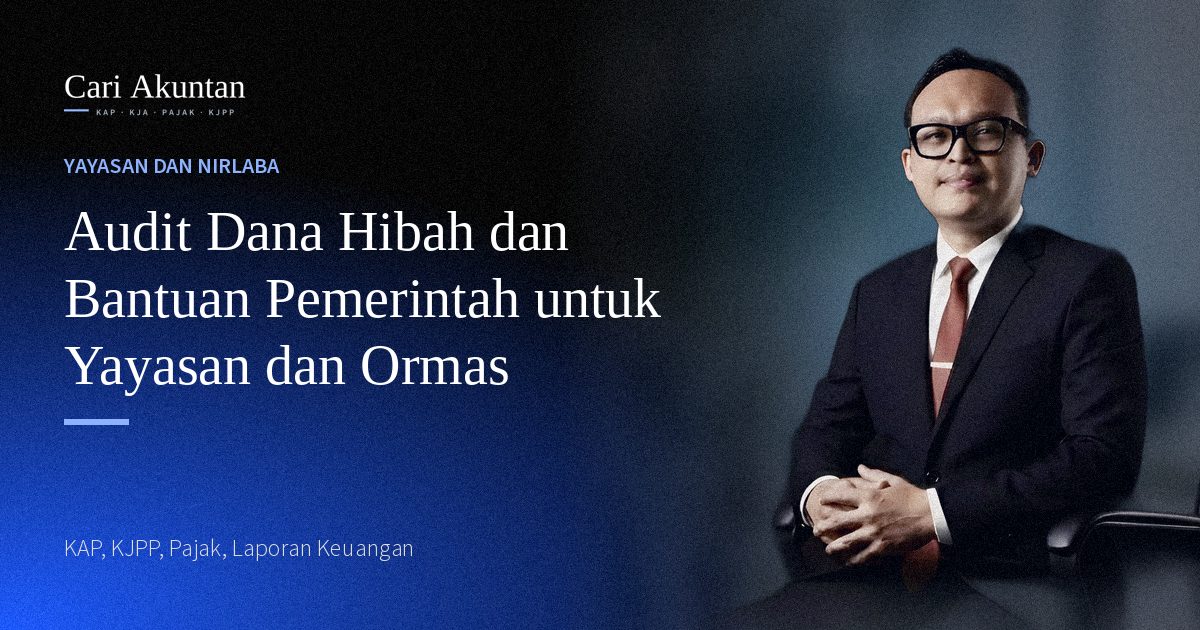 Cari Akuntan
KAP · KJA · PAJAK · KJPP
YAYASAN DAN NIRLABA
Audit Dana Hibah dan
Bantuan Pemerintah untuk
Yayasan dan Ormas
KAP, KJPP, Pajak, Laporan Keuangan